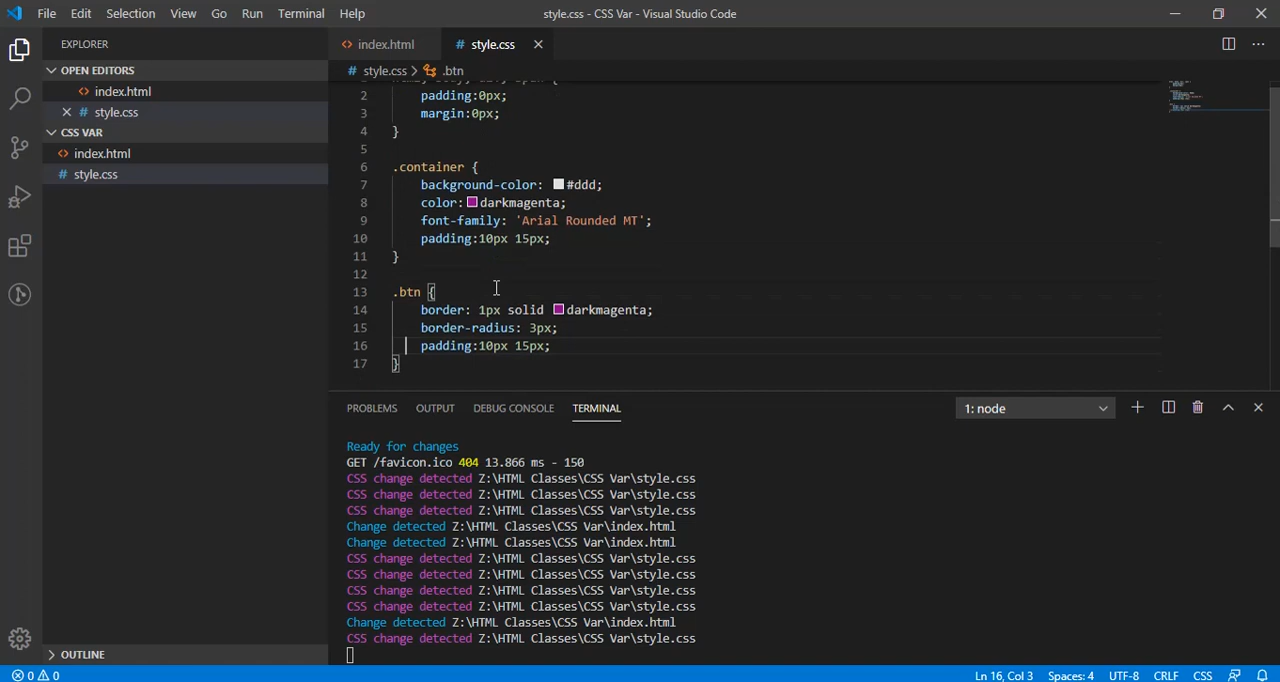 File Edit Selection View Go Run Terminal Help style.css - CSS Var - Visual Studio Code
EXPLORER
OPEN EDITORS
index.html
style.css
CSS VAR
index.html
style.css
OUTLINE
index.html # style.css
# style.css > .btn
2 padding:0px;
3 margin:0px;
4 }
5
6 .container {
7 background-color: #ddd;
8 color:darkmagenta;
9 font-family: 'Arial Rounded MT';
10 padding:10px 15px;
11 }
12
13 .btn {
14 border: 1px solid darkmagenta;
15 border-radius: 3px;
16 padding:10px 15px;
17 }
PROBLEMS OUTPUT DEBUG CONSOLE TERMINAL 1: node
Ready for changes
GET /favicon.ico 404 13.866 ms - 150
CSS change detected Z:\HTML Classes\CSS Var\style.css
CSS change detected Z:\HTML Classes\CSS Var\style.css
CSS change detected Z:\HTML Classes\CSS Var\style.css
Change detected Z:\HTML Classes\CSS Var\index.html
Change detected Z:\HTML Classes\CSS Var\index.html
CSS change detected Z:\HTML Classes\CSS Var\style.css
CSS change detected Z:\HTML Classes\CSS Var\style.css
CSS change detected Z:\HTML Classes\CSS Var\style.css
CSS change detected Z:\HTML Classes\CSS Var\style.css
Change detected Z:\HTML Classes\CSS Var\index.html
CSS change detected Z:\HTML Classes\CSS Var\style.css
0 0 Ln 16, Col 3 Spaces: 4 UTF-8 CRLF CSS